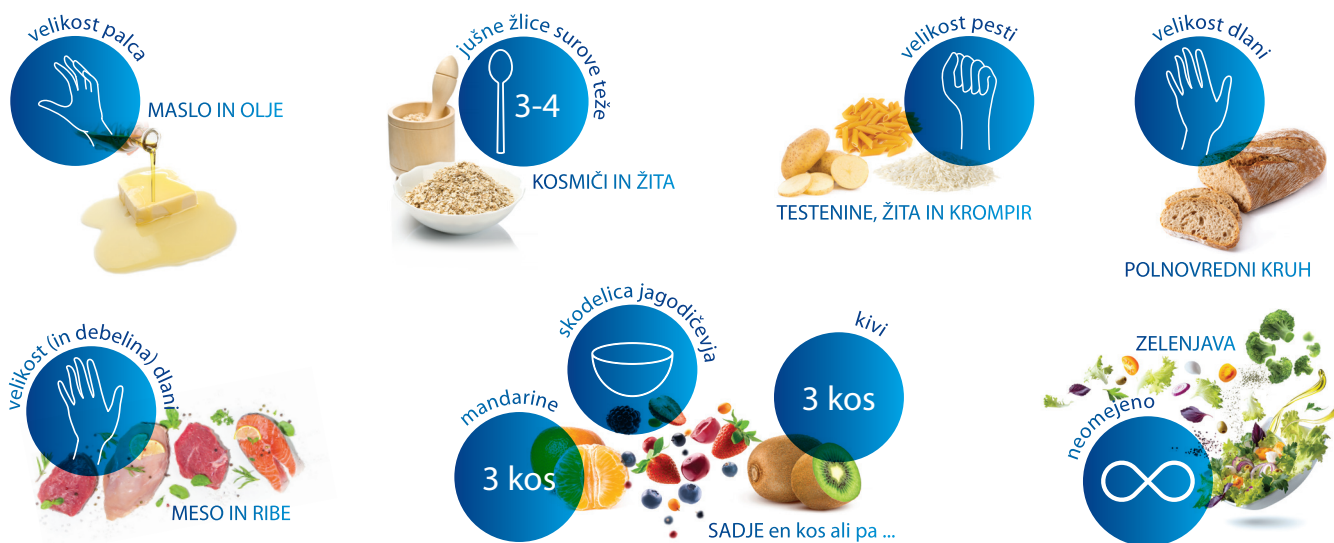 velikost palca
MASLO IN OLJE
jušne žlice surove teže
3-4
KOSMIČI IN ŽITA
velikost pesti
TESTENINE, ŽITA IN KROMPIR
velikost dlani
POLNOVREDNI KRUH
velikost (in debelina) dlani
MESO IN RIBE
mandarine
3 kos
skodelica jagodičevja
kivi
3 kos
SADJE en kos ali pa ...
ZELENJAVA
neomejeno